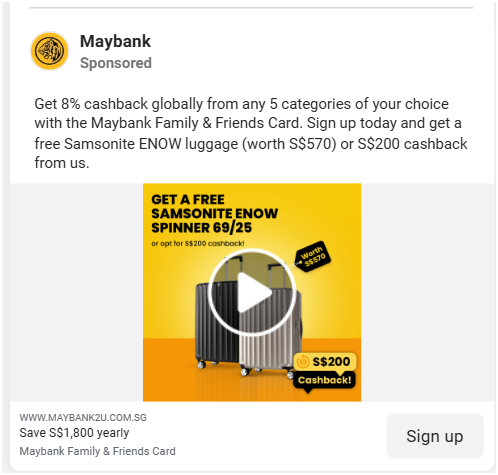 Maybank
Sponsored
Get 8% cashback globally from any 5 categories of your choice
with the Maybank Family & Friends Card. Sign up today and get a
free Samsonite ENOW luggage (worth S$570) or S$200 cashback
from us.
GET A FREE
SAMSONITE ENOW
SPINNER 69/25
or opt for S$200 cashback!
Worth
S$570
S$200
Cashback!
WWW.MAYBANK2U.COM.SG
Save S$1,800 yearly
Maybank Family & Friends Card
Sign up